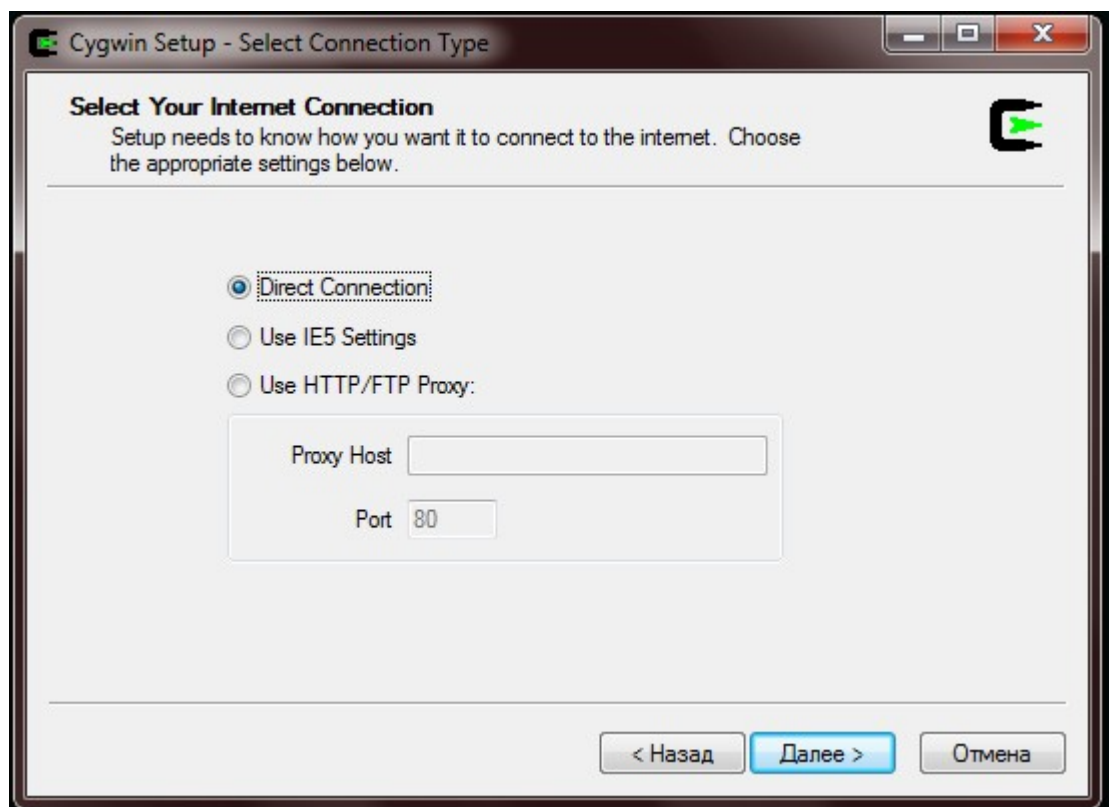 Cygwin Setup - Select Connection Type
Select Your Internet Connection
Setup needs to know how you want it to connect to the internet. Choose
the appropriate settings below.
Direct Connection
Use IE5 Settings
Use HTTP/FTP Proxy:
Proxy Host
Port 80
< Назад Далее > Отмена